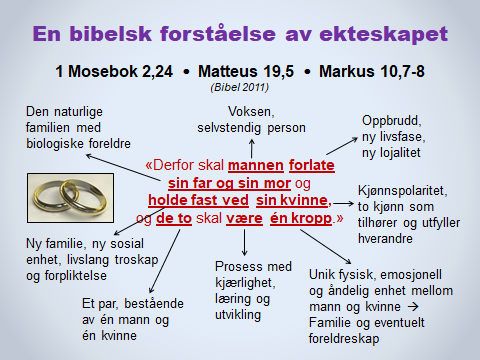 En bibelsk forståelse av ekteskapet
1 Mosebok 2,24 • Matteus 19,5 • Markus 10,7-8
(Bibel 2011)
Den naturlige
familien med
biologiske foreldre
Voksen,
selvstendig person
Oppbrudd,
ny livsfase,
ny lojalitet
«Derfor skal mannen forlate
sin far og sin mor og
holde fast ved sin kvinne,
og de to skal være én kropp.»
Kjønnspolaritet,
to kjønn som
tilhører og utfyller
hverandre
Ny familie, ny sosial
enhet, livslang troskap
og forpliktelse
Et par, bestående
av én mann og
én kvinne
Prosess med
kjærlighet,
læring og
utvikling
Unik fysisk, emosjonell
og åndelig enhet mellom
mann og kvinne →
Familie og eventuelt
foreldreskap